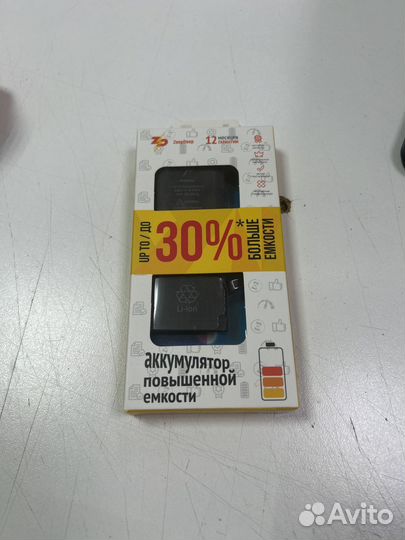 ZeepDeep
12 МЕСЯЦЕВ
ГАРАНТИИ
UP TO / ДО
30%*
БОЛЬШЕ
ЕМКОСТИ
Li-Ion
аккумулятор
повышенной
емкости
Avito